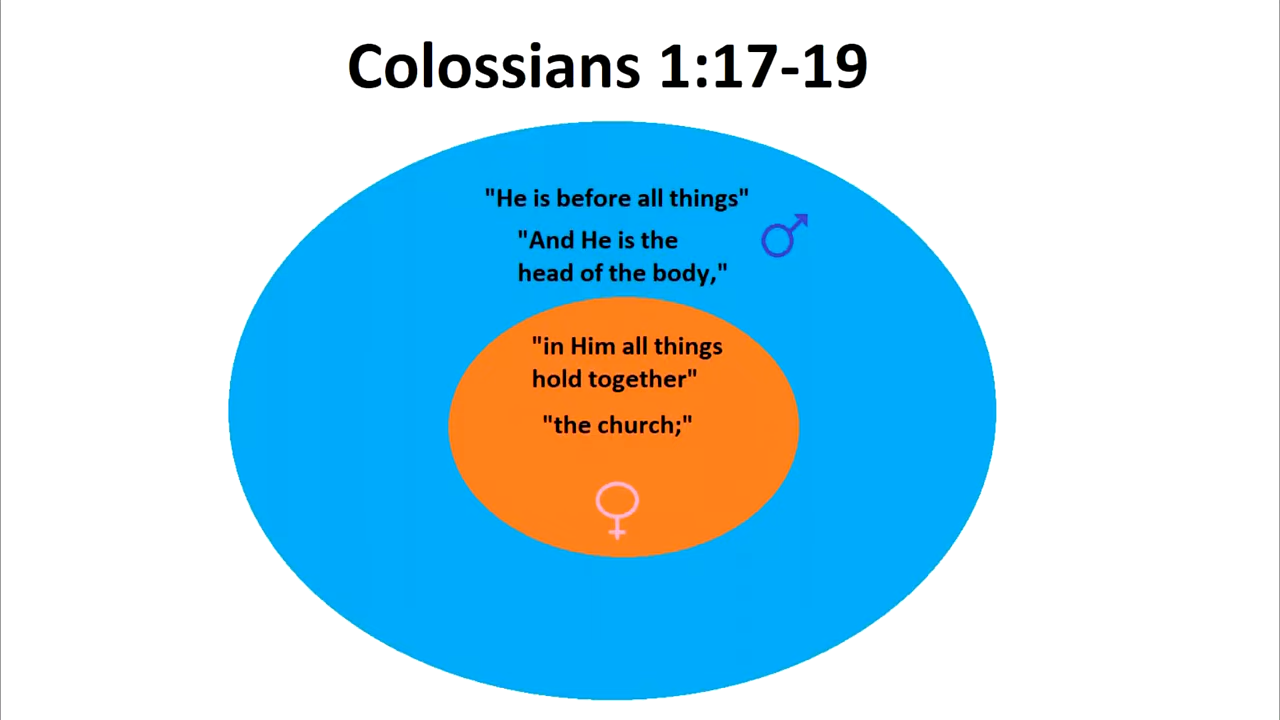 Colossians 1:17-19
"He is before all things"
"And He is the
head of the body,"
"in Him all things
hold together"
"the church;"